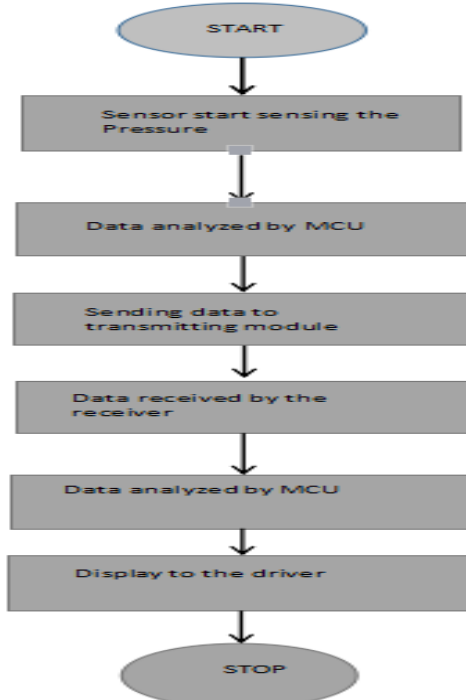 START
Sensor start sensing the
Pressure
Data analyzed by MCU
Sending data to
transmitting module
Data received by the
receiver
Data analyzed by MCU
Display to the driver
STOP